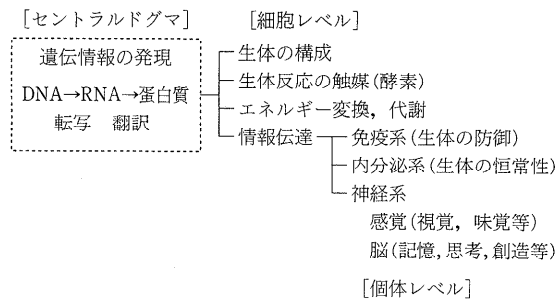 [セントラルドグマ]
[細胞レベル]
遺伝情報の発現
DNA→RNA→蛋白質
転写 翻訳
生体の構成
生体反応の触媒(酵素)
エネルギー変換，代謝
情報伝達
免疫系(生体の防御)
内分泌系(生体の恒常性)
神経系
感覚(視覚，味覚等)
脳(記憶,思考,創造等)
[個体レベル]